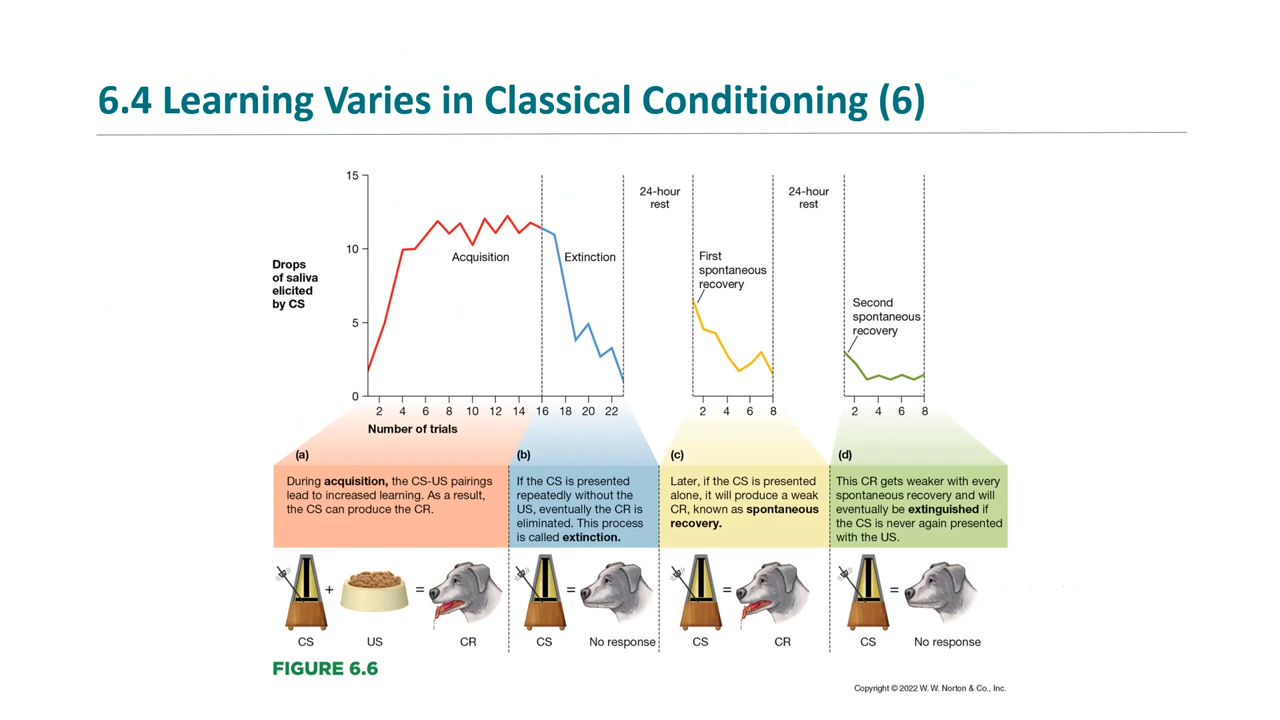 6.4 Learning Varies in Classical Conditioning (6)
15
10
5
0
Drops
of saliva
elicited
by CS
Acquisition
Extinction
24-hour
rest
First
spontaneous
recovery
24-hour
rest
Second
spontaneous
recovery
2 4 6 8 10 12 14 16 18 20 22
2 4 6 8
2 4 6 8
Number of trials
(a)
During acquisition, the CS-US pairings
lead to increased learning. As a result,
the CS can produce the CR.
(b)
If the CS is presented
repeatedly without the
US, eventually the CR is
eliminated. This process
is called extinction.
(c)
Later, if the CS is presented
alone, it will produce a weak
CR, known as spontaneous
recovery.
(d)
This CR gets weaker with every
spontaneous recovery and will
eventually be extinguished if
the CS is never again presented
with the US.
+ =
CS US CR
=
CS No response
=
CS CR
=
CS No response
FIGURE 6.6
Copyright © 2022 W. W. Norton & Co., Inc.